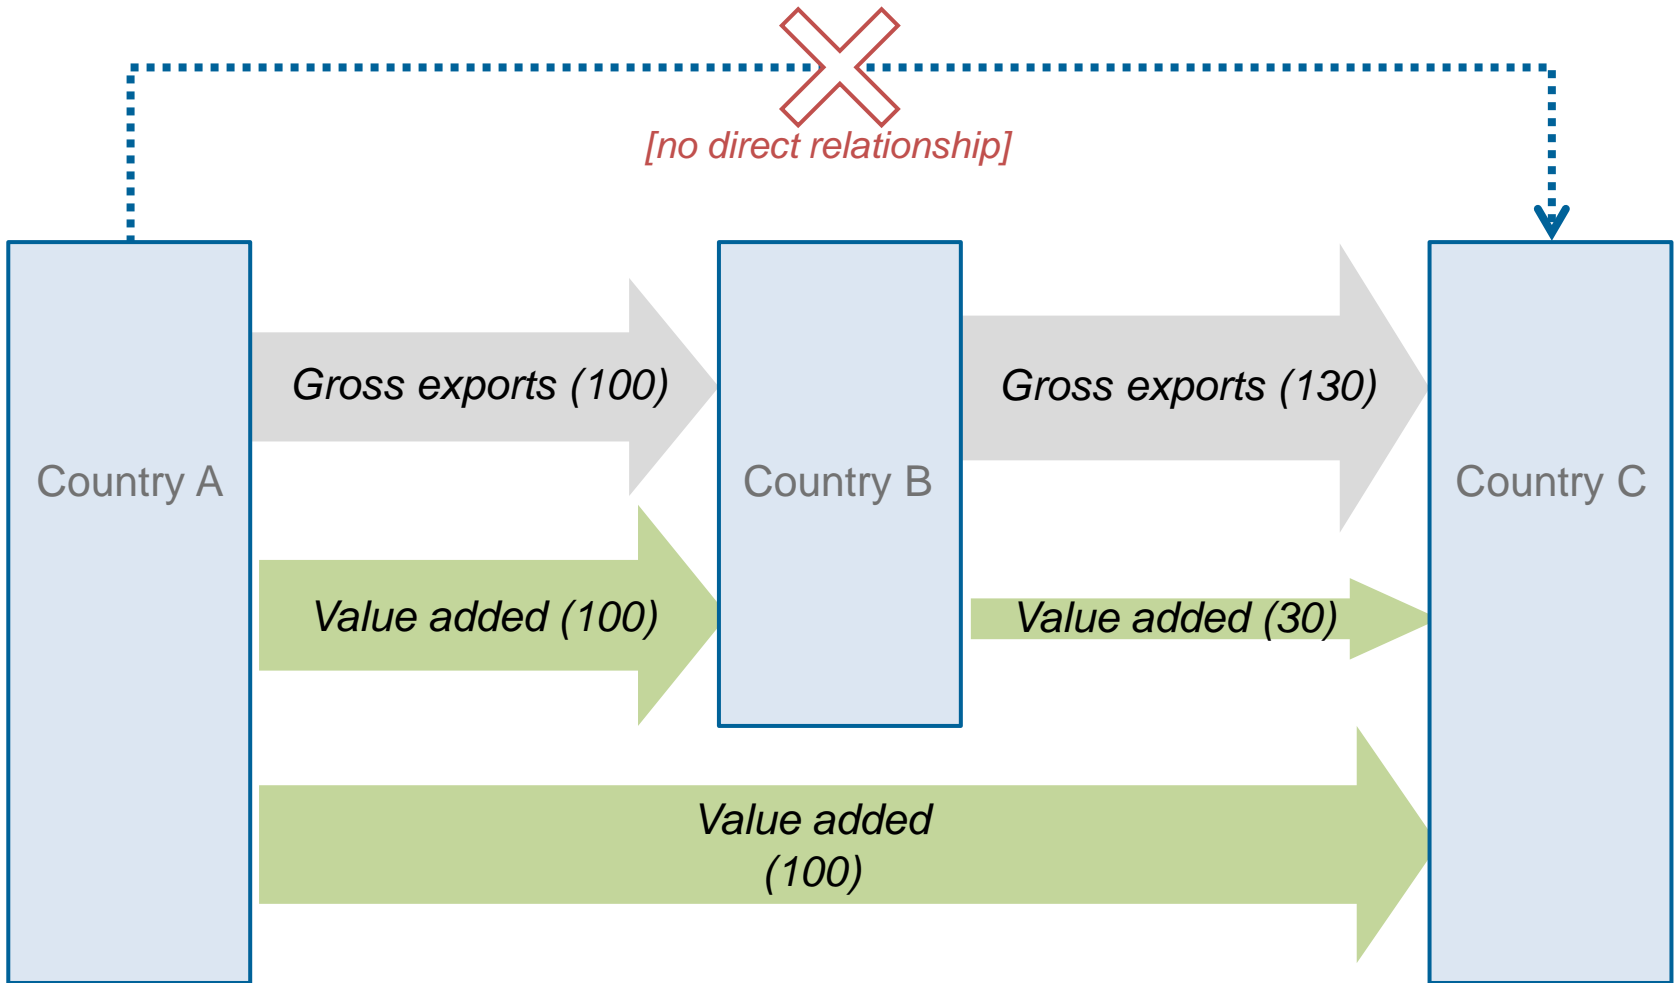 [no direct relationship]
Gross exports (100)
Gross exports (130)
Country A
Country B
Country C
Value added (100)
Value added (30)
Value added
(100)